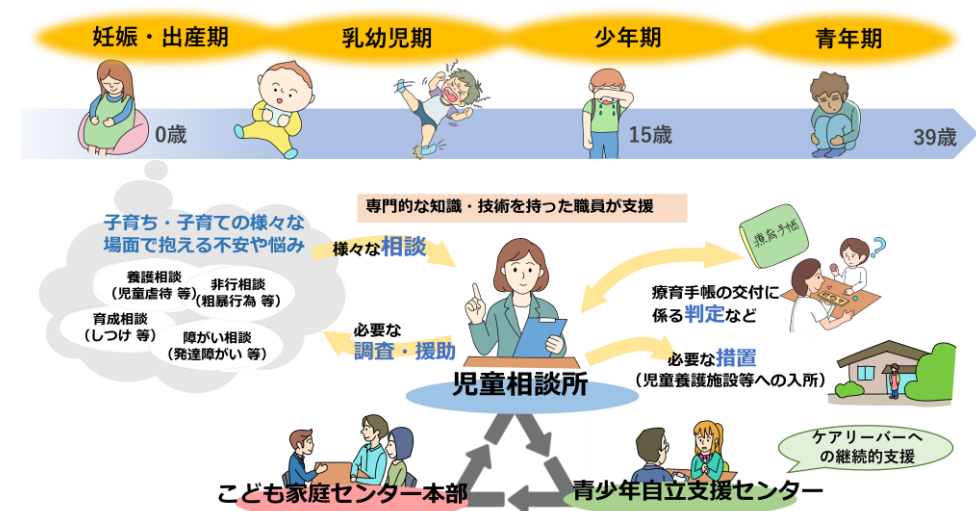 妊娠・出産期
乳幼児期
少年期
青年期
0歳
15歳
39歳
専門的な知識・技術を持った職員が支援
子育ち・子育ての様々な
場面で抱える不安や悩み
養護相談
(児童虐待 等)
非行相談
(粗暴行為 等)
育成相談
(しつけ 等)
障がい相談
(発達障がい 等)
様々な相談
必要な
調査・援助
療育手帳
療育手帳の交付に
係る判定など
必要な措置
(児童養護施設等への入所)
児童相談所
ケアリーバーへ
の継続的支援
こども家庭センター本部
青少年自立支援センター